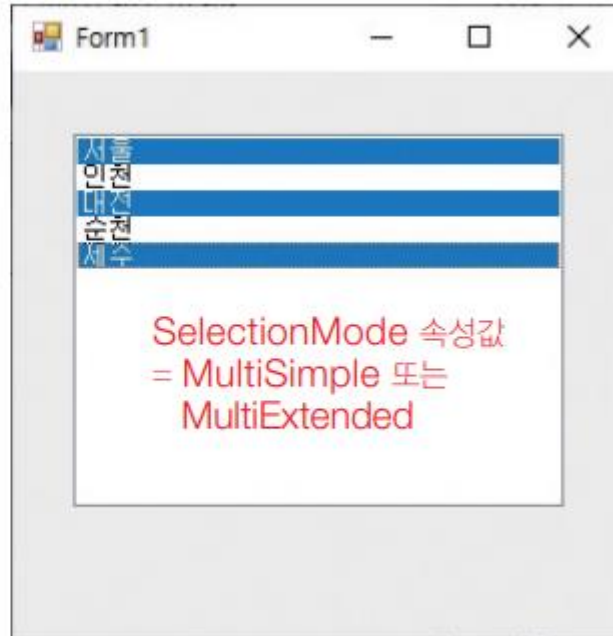 Form1
서울
인천
대전
순천
제주
SelectionMode 속성값
= MultiSimple 또는
MultiExtended